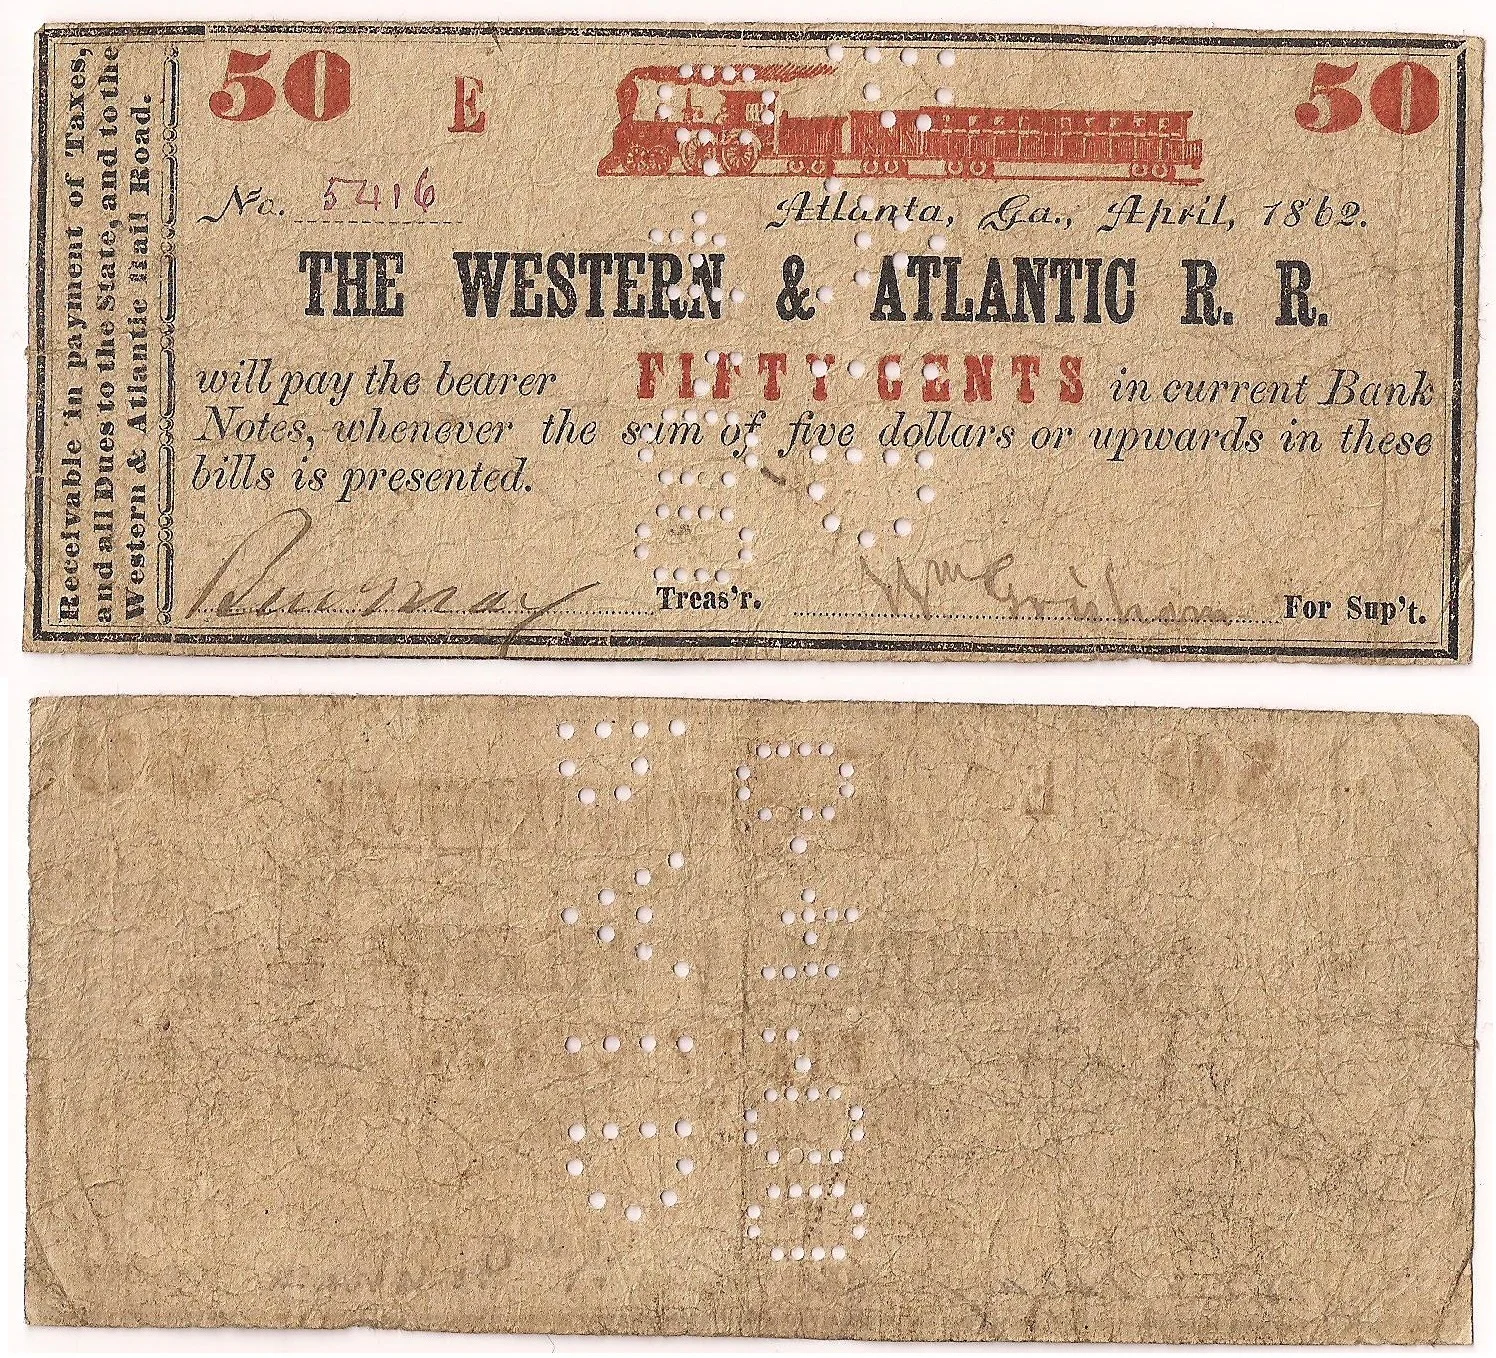 Receivable in payment of Taxes,
and all Dues to the State, and to the
Western & Atlantic Rail Road.
50 E 50
No. 5416
Atlanta, Ga., April, 1862.
THE WESTERN & ATLANTIC R. R.
will pay the bearer FIFTY CENTS in current Bank
Notes, whenever the sum of five dollars or upwards in these
bills is presented.
Treas'r. Wm Grisham For Sup't.